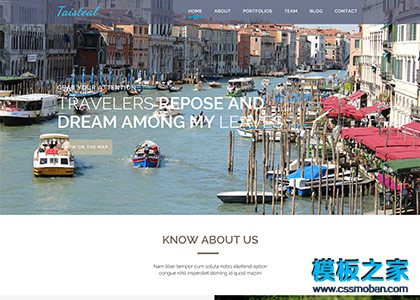 Taisteal
HOME ABOUT PORTFOLIOS TEAM BLOG CONTACT
GRAB YOUR ATTENTION
TRAVELERS REPOSE AND
DREAM AMONG MY LEAVES
SHOW ON THE MAP
KNOW ABOUT US
Nam liber tempor cum soluta nobis eleifend option
congue nihil imperdiet doming id quod mazim
模板之家
www.cssmoban.com